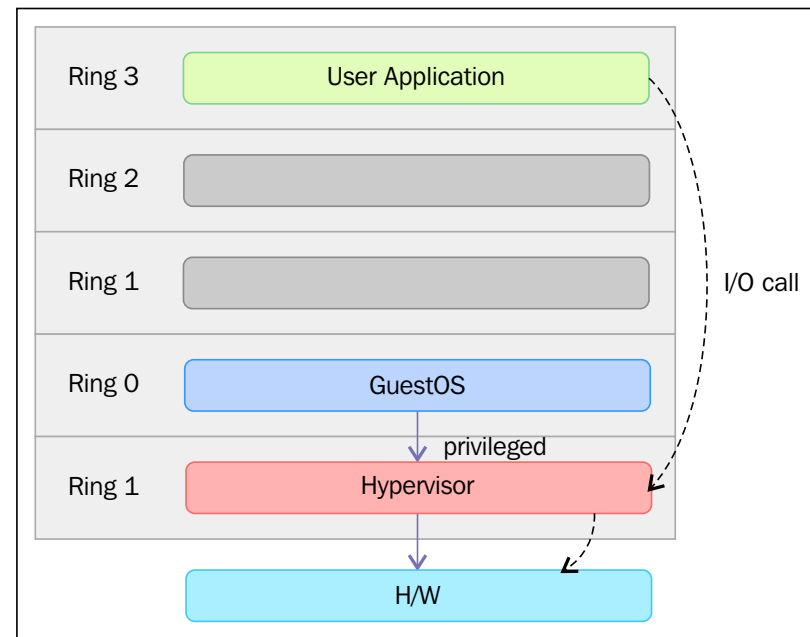 Ring 3
User Application
Ring 2
Ring 1
I/O call
Ring 0
GuestOS
privileged
Ring 1
Hypervisor
H/W